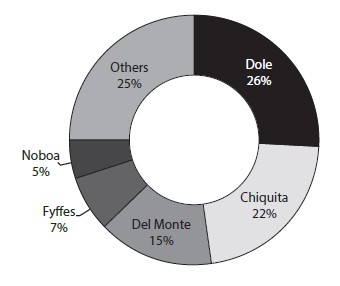 Dole
26%
Chiquita
22%
Del Monte
15%
Fyffes
7%
Noboa
5%
Others
25%